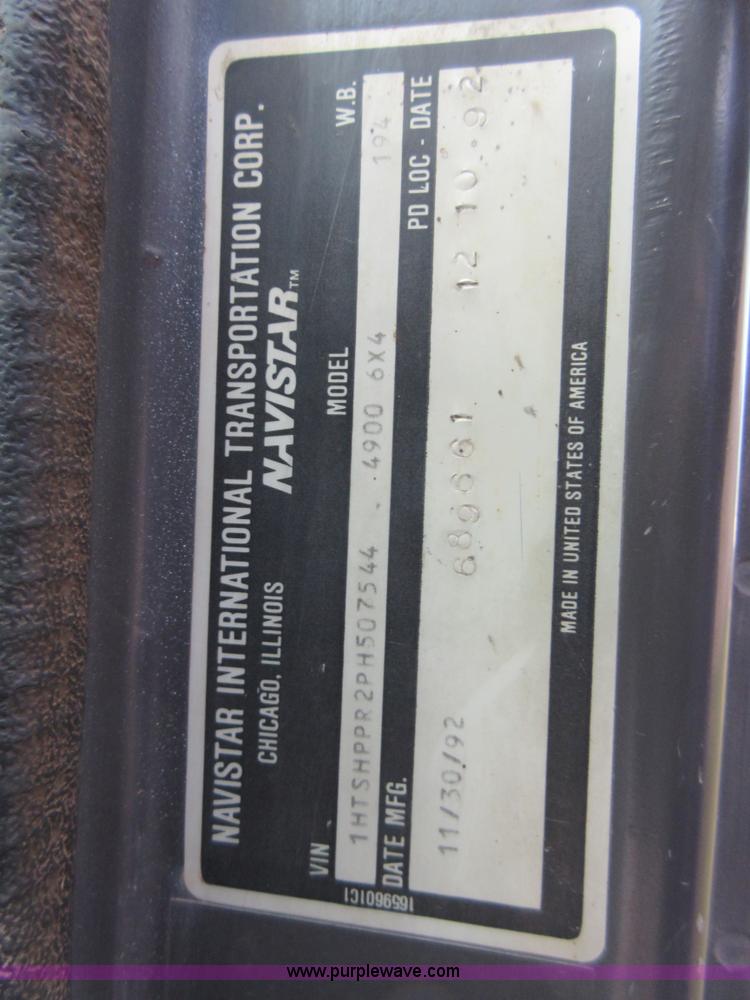 NAVISTAR INTERNATIONAL TRANSPORTATION CORP.
CHICAGO, ILLINOIS NAVISTAR™
VIN MODEL W.B.
1HTSHPPR2PH507544 4900 6X4 194
DATE MFG. PD LOC - DATE
11/30/92 689661 12 10 92
MADE IN UNITED STATES OF AMERICA
1659601C1
www.purplewave.com